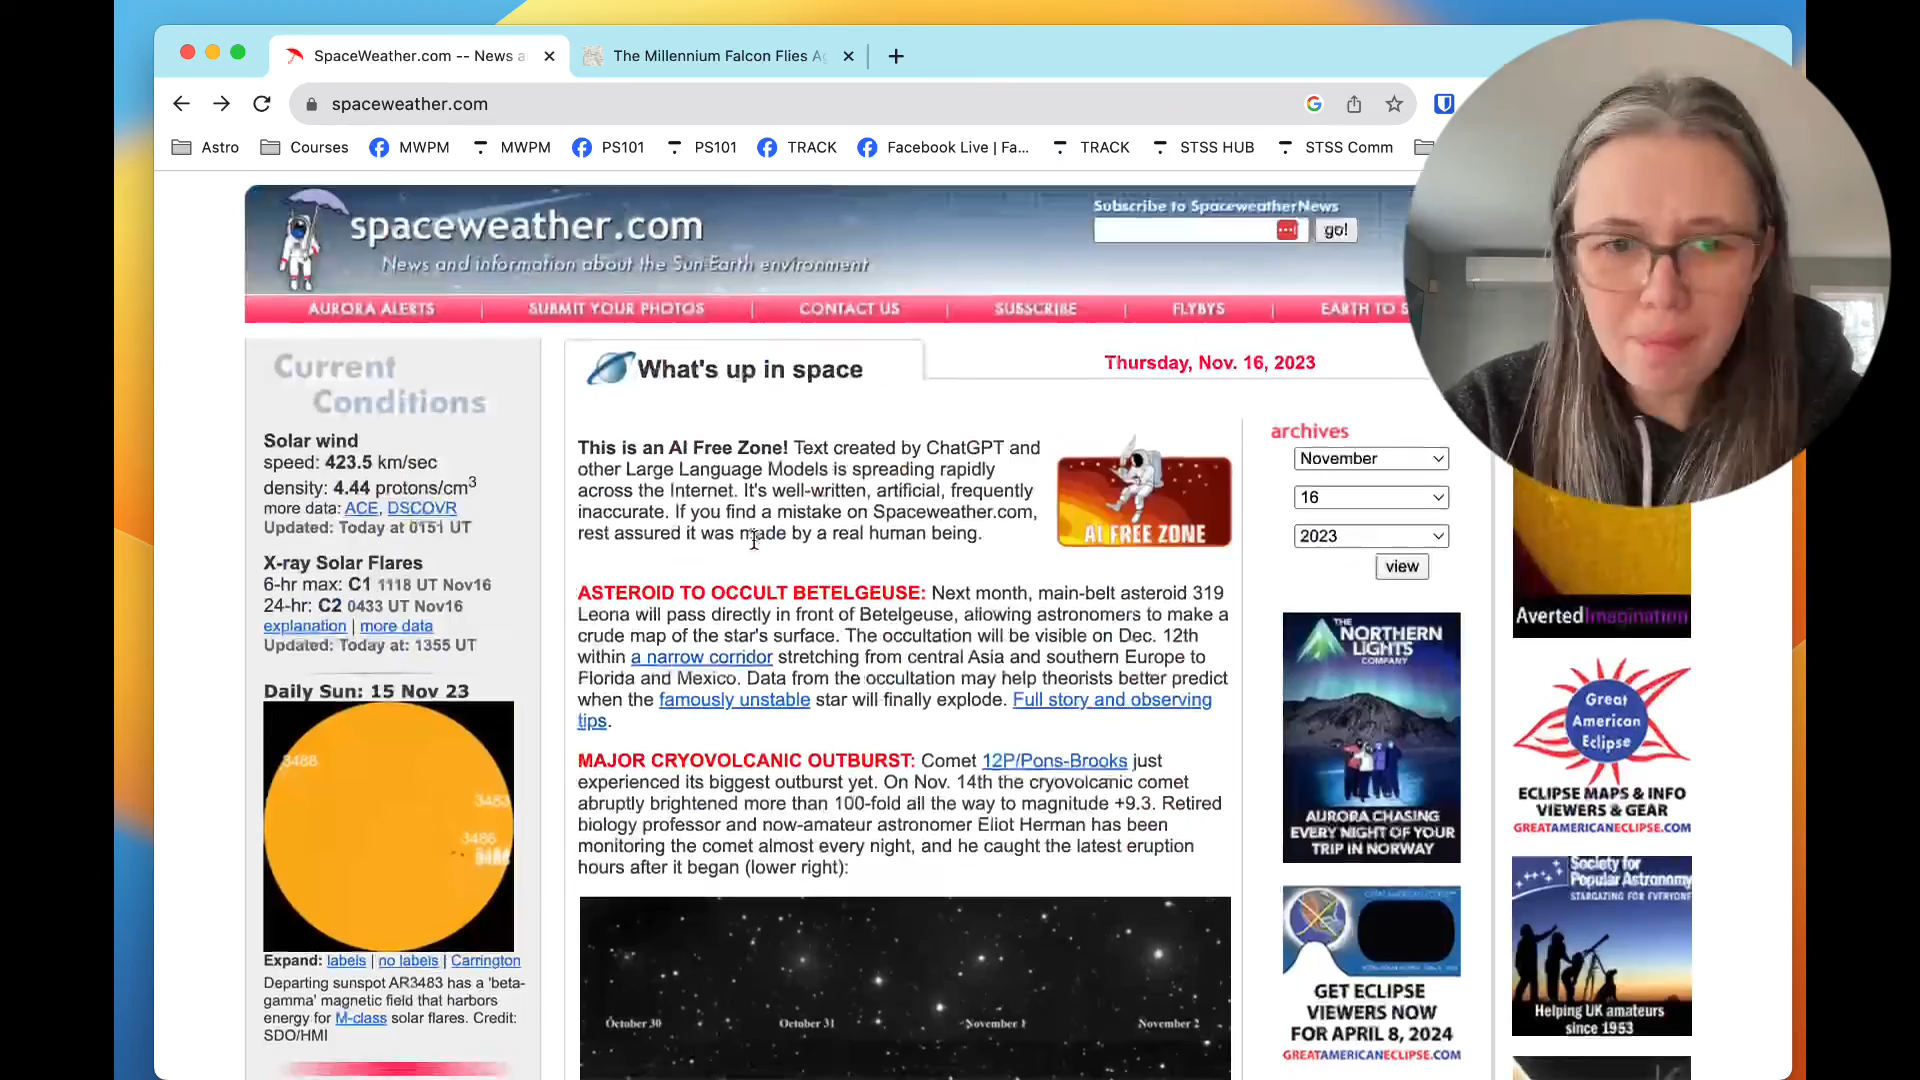 SpaceWeather.com -- News a
The Millennium Falcon Flies Ag
spaceweather.com
Astro
Courses
MWPM
MWPM
PS101
PS101
TRACK
Facebook Live | Fa...
TRACK
STSS HUB
STSS Comm
spaceweather.com
News and information about the Sun-Earth environment
Subscribe to SpaceweatherNews
go!
AURORA ALERTS
SUBMIT YOUR PHOTOS
CONTACT US
SUBSCRIBE
FLYBYS
EARTH TO S
Current
Conditions
Solar wind
speed: 423.5 km/sec
density: 4.44 protons/cm3
more data: ACE, DSCOVR
Updated: Today at 0151 UT
X-ray Solar Flares
6-hr max: C1 1118 UT Nov16
24-hr: C2 0433 UT Nov16
explanation | more data
Updated: Today at: 1355 UT
Daily Sun: 15 Nov 23
3488
3483
3486
Expand: labels | no labels | Carrington
Departing sunspot AR3483 has a 'beta-
gamma' magnetic field that harbors
energy for M-class solar flares. Credit:
SDO/HMI
What's up in space
Thursday, Nov. 16, 2023
This is an AI Free Zone! Text created by ChatGPT and
other Large Language Models is spreading rapidly
across the Internet. It's well-written, artificial, frequently
inaccurate. If you find a mistake on Spaceweather.com,
rest assured it was made by a real human being.
AI FREE ZONE
ASTEROID TO OCCULT BETELGEUSE: Next month, main-belt asteroid 319
Leona will pass directly in front of Betelgeuse, allowing astronomers to make a
crude map of the star's surface. The occultation will be visible on Dec. 12th
within a narrow corridor stretching from central Asia and southern Europe to
Florida and Mexico. Data from the occultation may help theorists better predict
when the famously unstable star will finally explode. Full story and observing
tips.
MAJOR CRYOVOLCANIC OUTBURST: Comet 12P/Pons-Brooks just
experienced its biggest outburst yet. On Nov. 14th the cryovolcanic comet
abruptly brightened more than 100-fold all the way to magnitude +9.3. Retired
biology professor and now-amateur astronomer Eliot Herman has been
monitoring the comet almost every night, and he caught the latest eruption
hours after it began (lower right):
October 30
October 31
November 1
November 2
archives
November
16
2023
view
THE
NORTHERN
LIGHTS
COMPANY
AURORA CHASING
EVERY NIGHT OF YOUR
TRIP IN NORWAY
GET ECLIPSE
VIEWERS NOW
FOR APRIL 8, 2024
GREATAMERICANECLIPSE.COM
AvertedImagination
Great
American
Eclipse
ECLIPSE MAPS & INFO
VIEWERS & GEAR
GREATAMERICANECLIPSE.COM
Society for
Popular Astronomy
STARGAZING FOR EVERYONE
Helping UK amateurs
since 1953